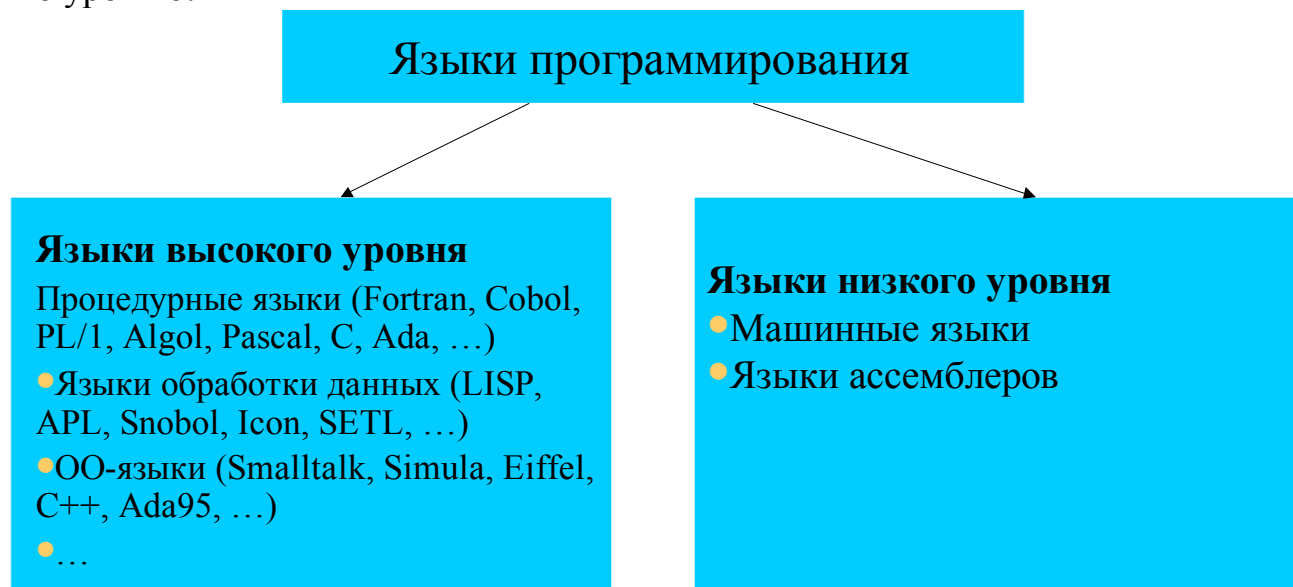 Языки программирования
Языки высокого уровня
Процедурные языки (Fortran, Cobol,
PL/1, Algol, Pascal, C, Ada, …)
•Языки обработки данных (LISP,
APL, Snobol, Icon, SETL, …)
•ОО-языки (Smalltalk, Simula, Eiffel,
C++, Ada95, …)
•…
Языки низкого уровня
•Машинные языки
•Языки ассемблеров